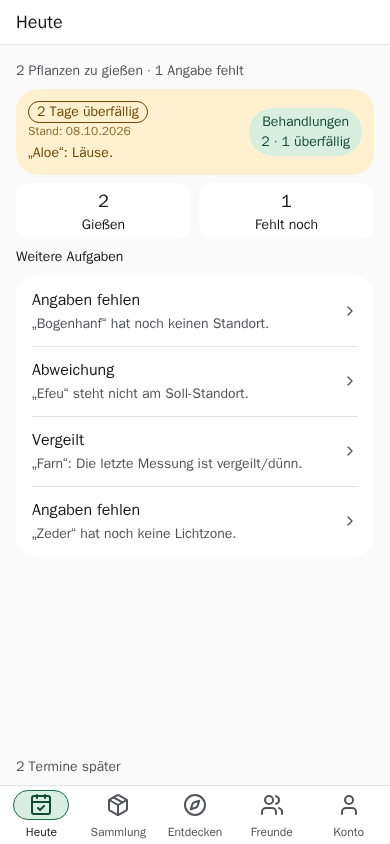 Heute
2 Pflanzen zu gießen · 1 Angabe fehlt
2 Tage überfällig
Stand: 08.10.2026
„Aloe“: Läuse.
Behandlungen
2 · 1 überfällig
2
Gießen
1
Fehlt noch
Weitere Aufgaben
Angaben fehlen
„Bogenhanf“ hat noch keinen Standort.
Abweichung
„Efeu“ steht nicht am Soll-Standort.
Vergeilt
„Farn“: Die letzte Messung ist vergeilt/dünn.
Angaben fehlen
„Zeder“ hat noch keine Lichtzone.
2 Termine später
Heute
Sammlung
Entdecken
Freunde
Konto